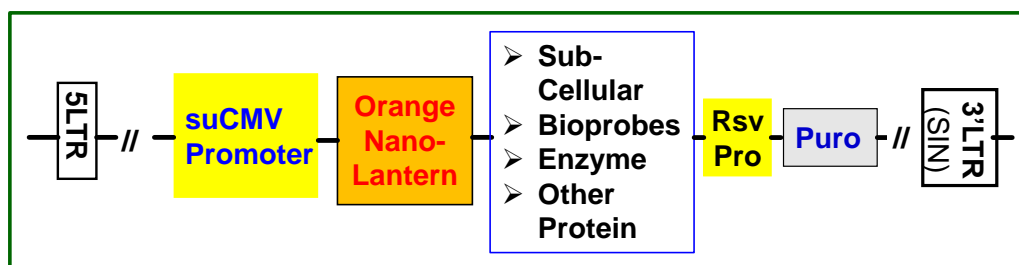 5LTR
//
suCMV
Promoter
Orange
Nano-
Lantern
➢ Sub-
Cellular
➢ Bioprobes
➢ Enzyme
➢ Other
Protein
Rsv
Pro
Puro
//
3'LTR
(SIN)